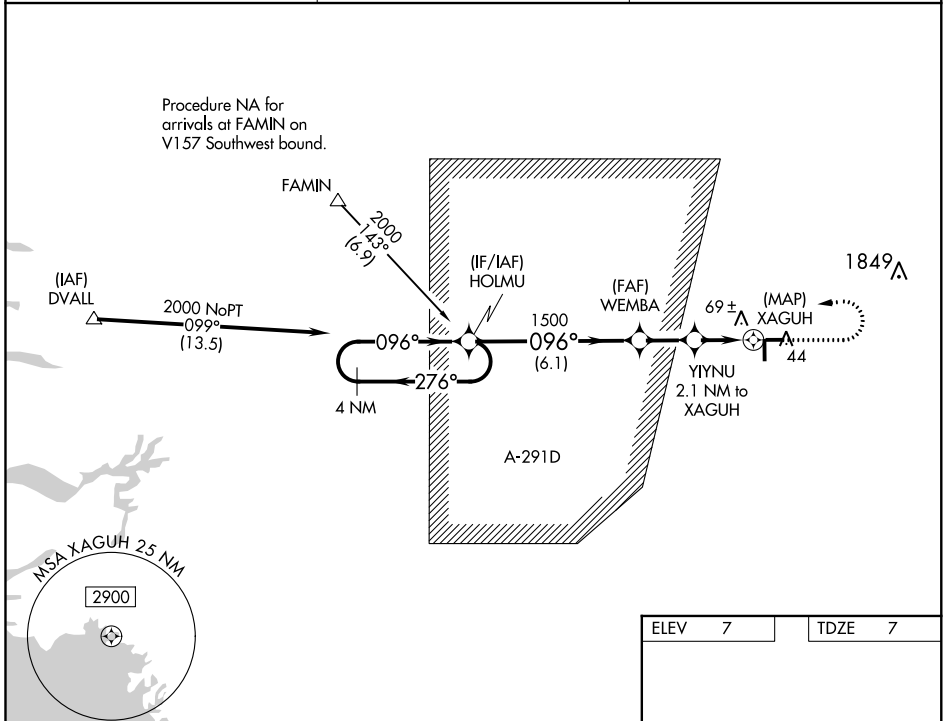 Procedure NA for
arrivals at FAMIN on
V157 Southwest bound.
FAMIN
2000
143°
(6.9)
(IAF)
DVALL
2000 NoPT
099°
(13.5)
(IF/IAF)
HOLMU
096°
276°
4 NM
1500
096°
(6.1)
(FAF)
WEMBA
69±
(MAP)
XAGUH
1849
44
YIYNU
2.1 NM to
XAGUH
A-291D
MSA XAGUH 25 NM
2900
ELEV 7
TDZE 7